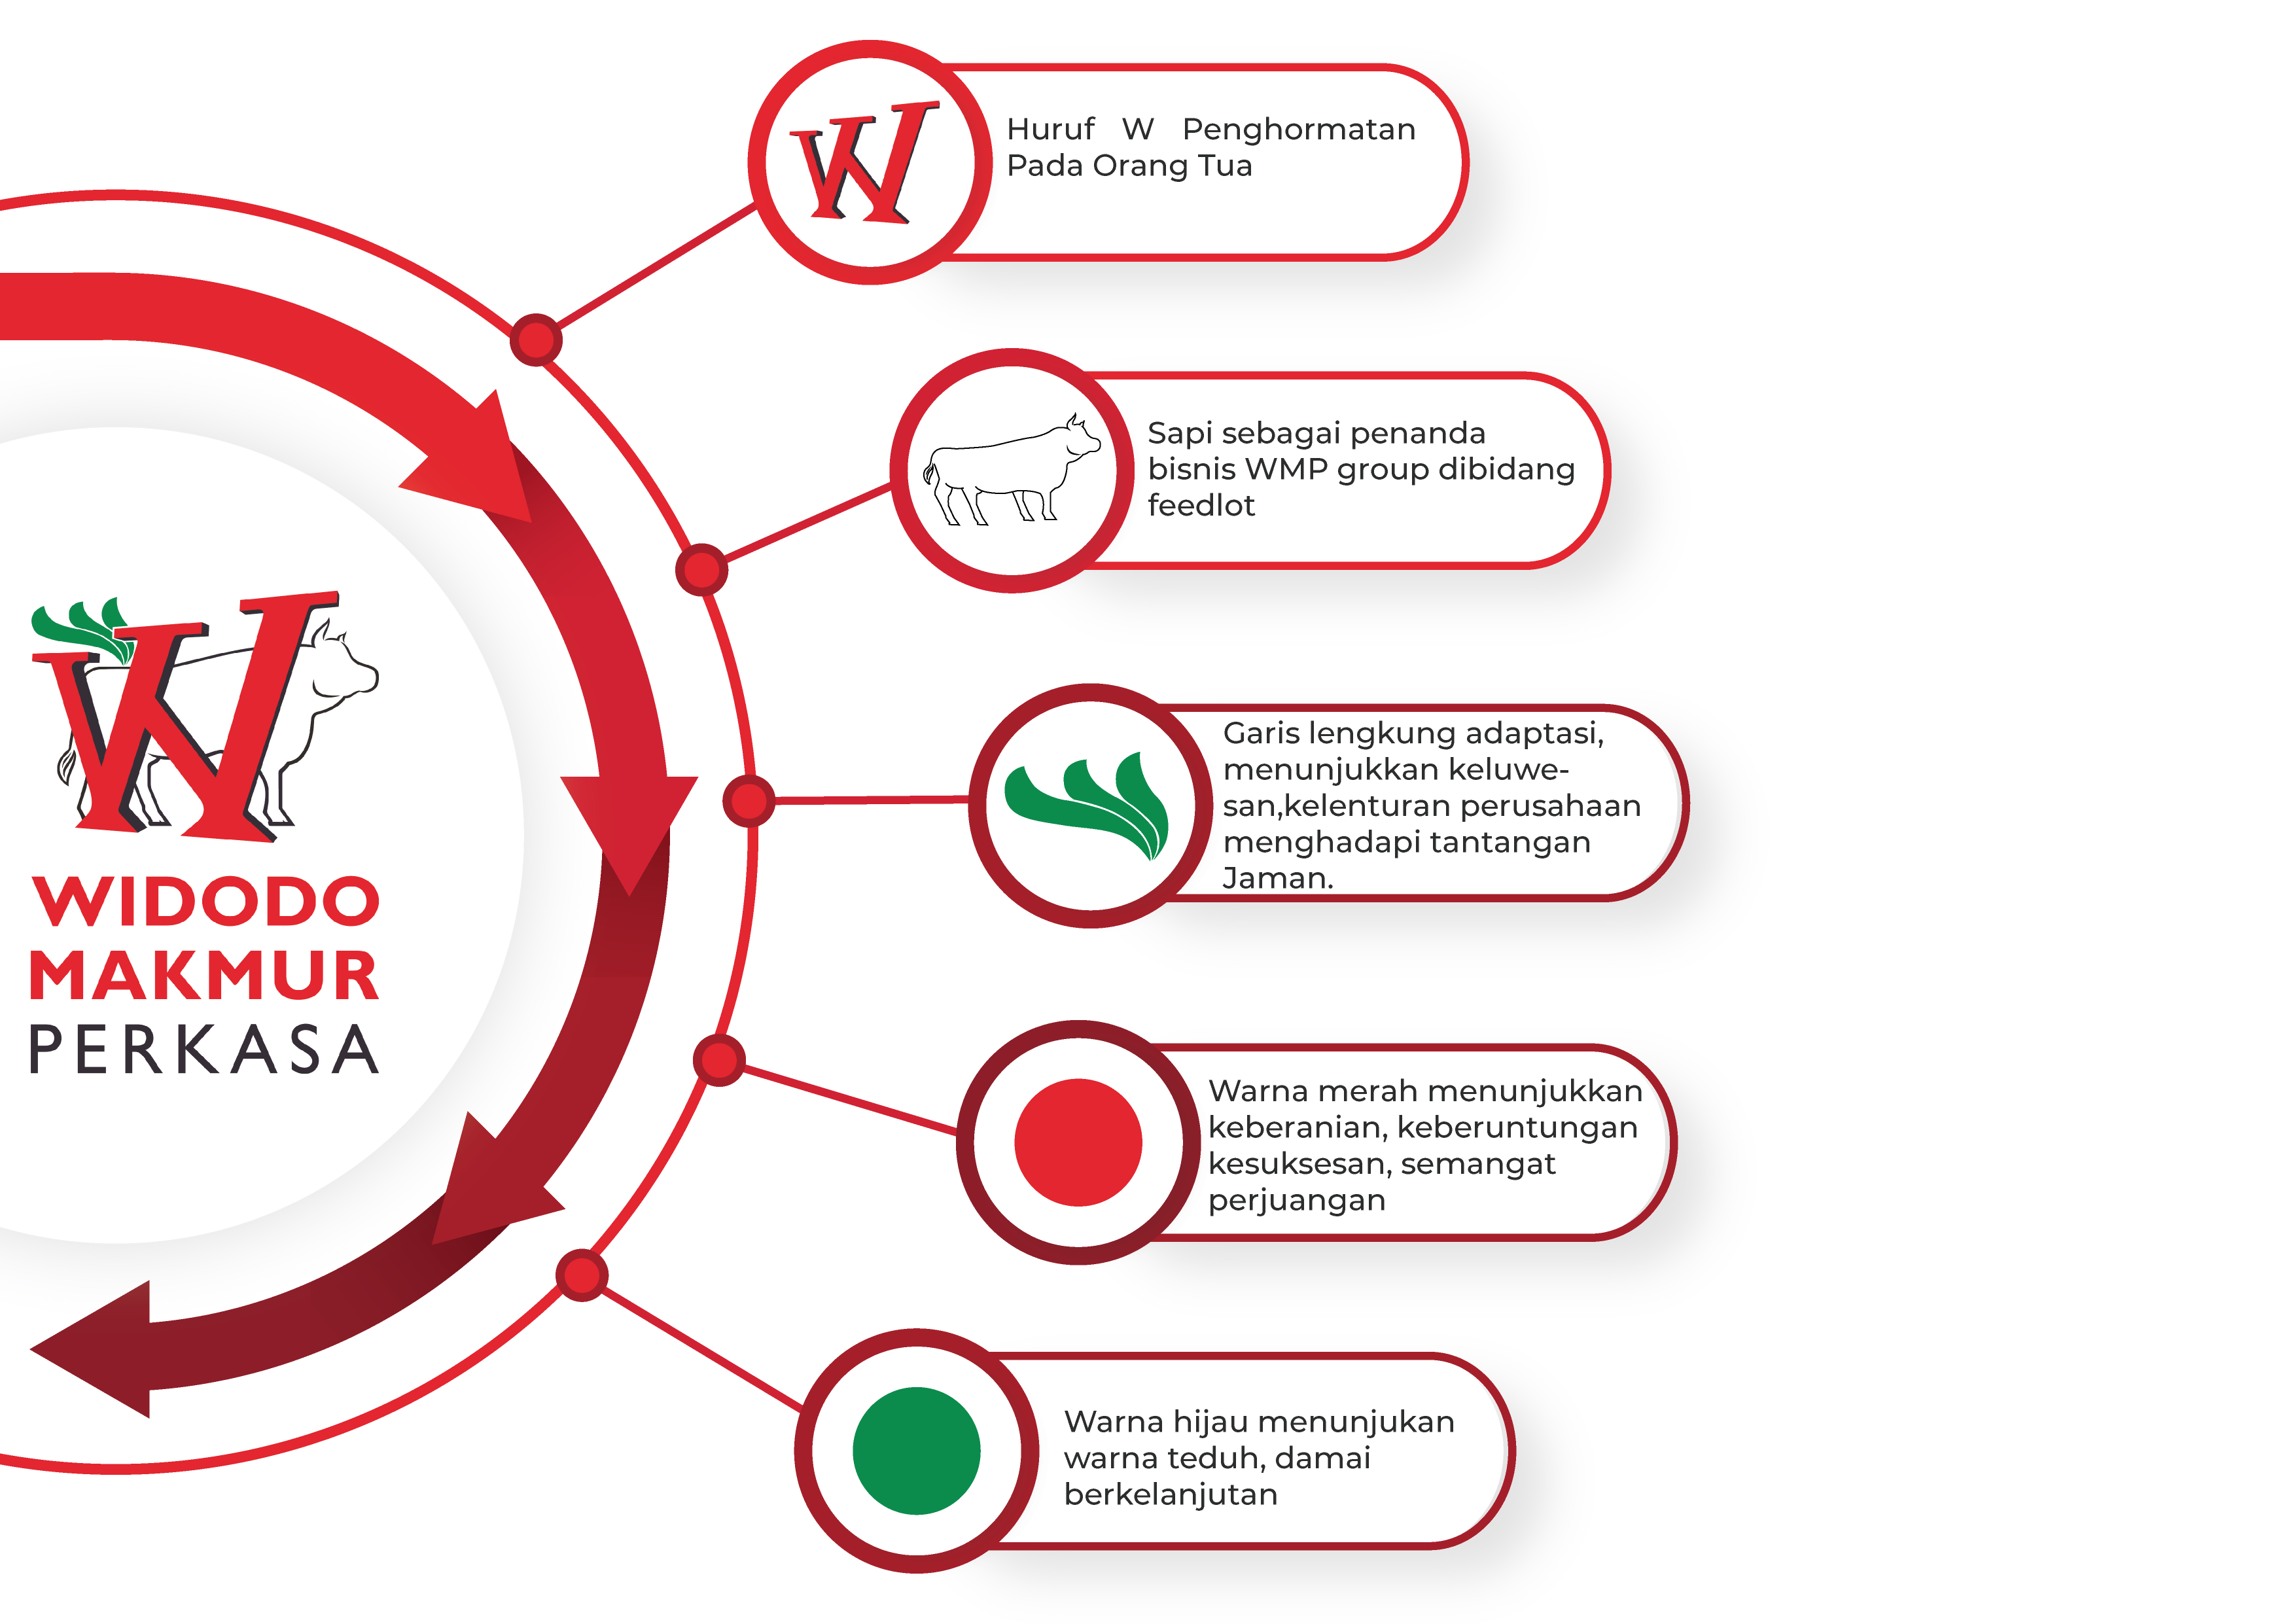 Huruf W Penghormatan
Pada Orang Tua
Sapi sebagai penanda
bisnis WMP group dibidang
feedlot
WIDODO
MAKMUR
PERKASA
Garis lengkung adaptasi,
menunjukkan keluwe-
san,kelenturan perusahaan
menghadapi tantangan
Jaman.
Warna merah menunjukkan
keberanian, keberuntungan
kesuksesan, semangat
perjuangan
Warna hijau menunjukan
warna teduh, damai
berkelanjutan